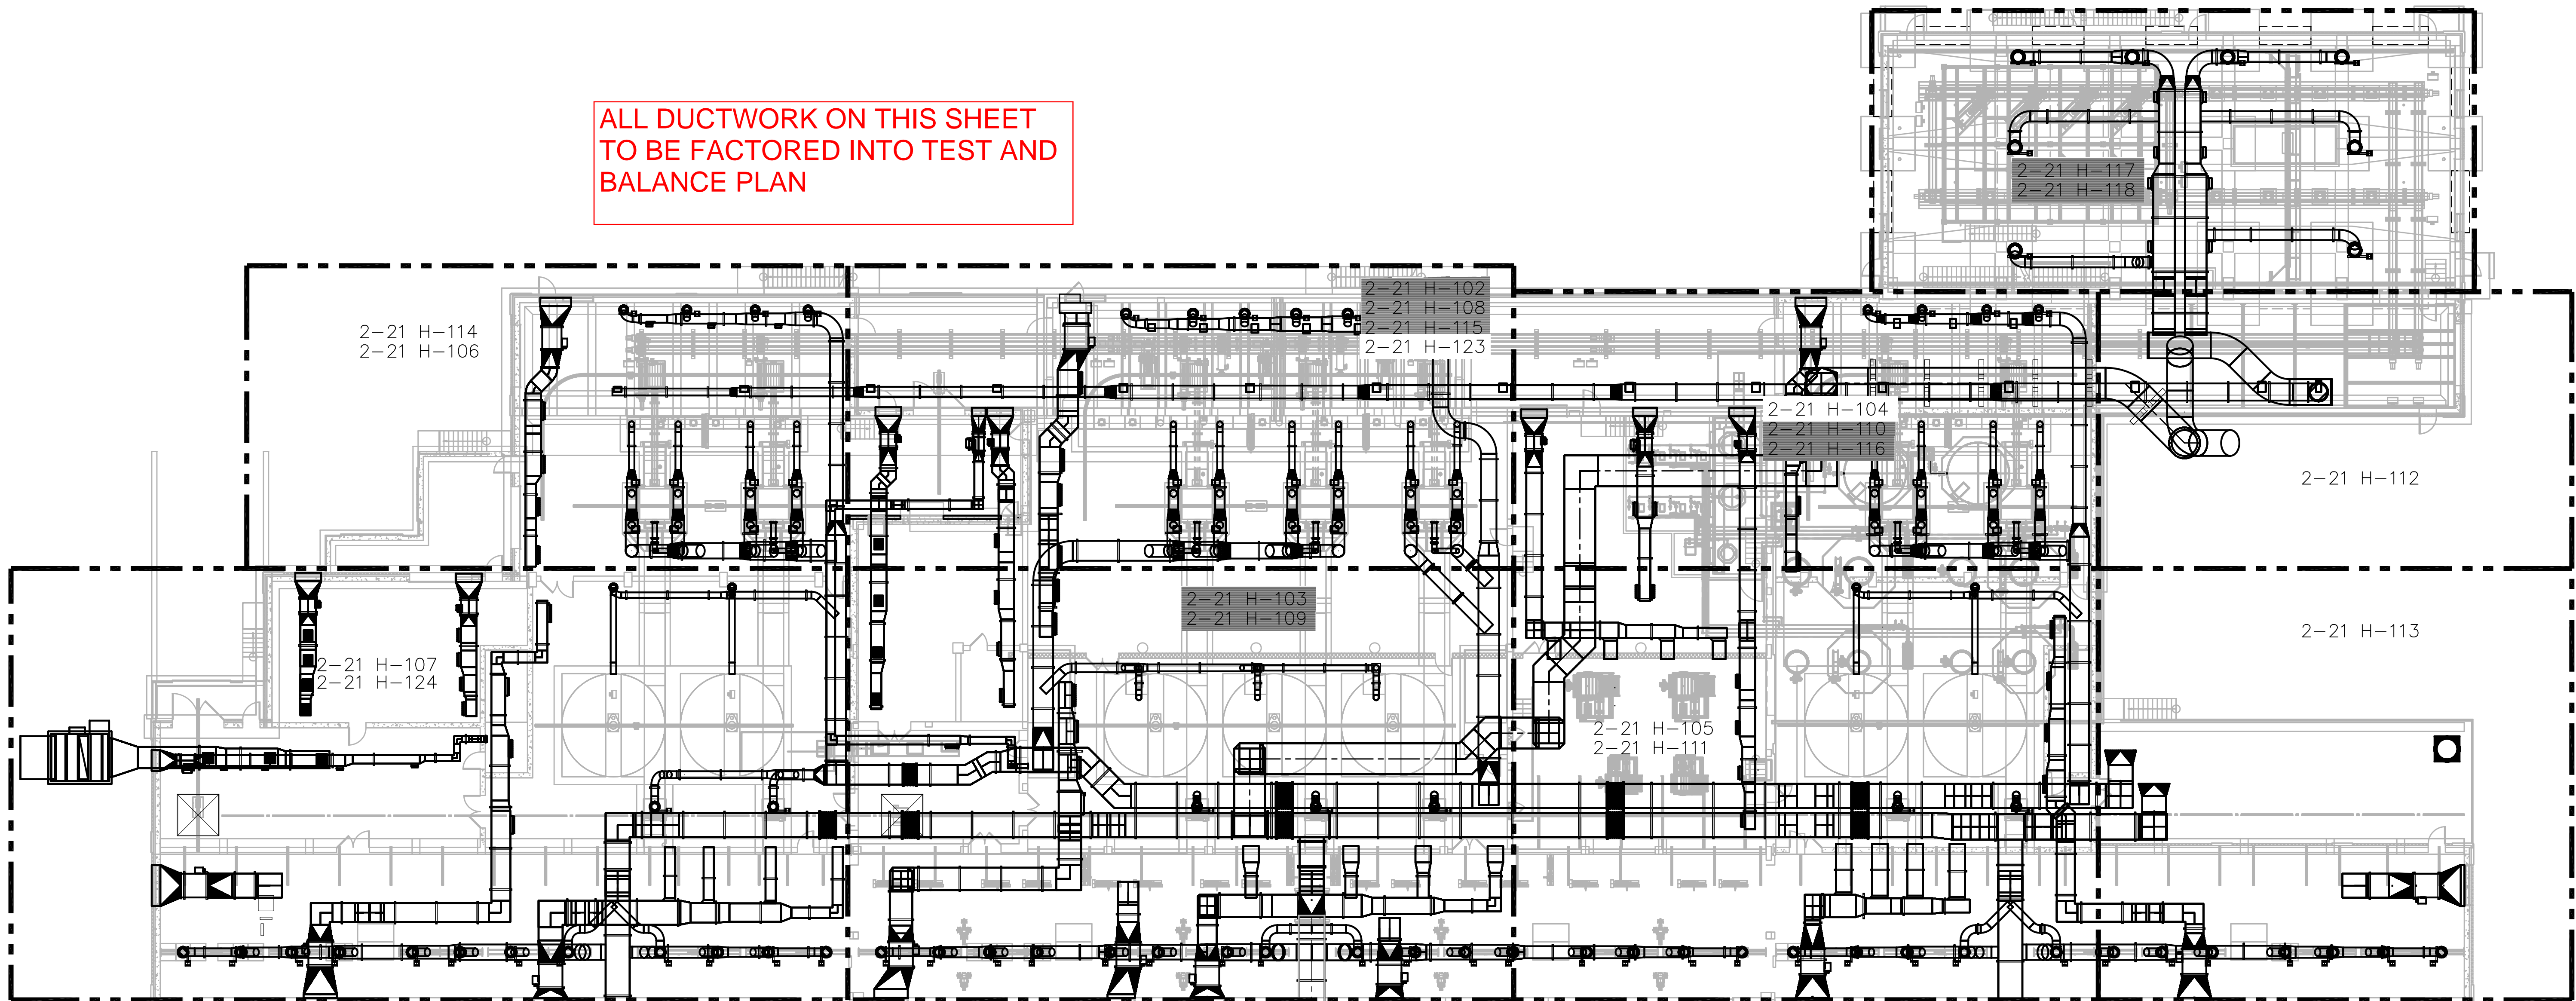 ALL DUCTWORK ON THIS SHEET
TO BE FACTORED INTO TEST AND
BALANCE PLAN
2-21 H-117
2-21 H-118
2-21 H-114
2-21 H-106
2-21 H-102
2-21 H-108
2-21 H-115
2-21 H-123
2-21 H-104
2-21 H-110
2-21 H-116
2-21 H-112
2-21 H-103
2-21 H-109
2-21 H-113
2-21 H-107
2-21 H-124
2-21 H-105
2-21 H-111